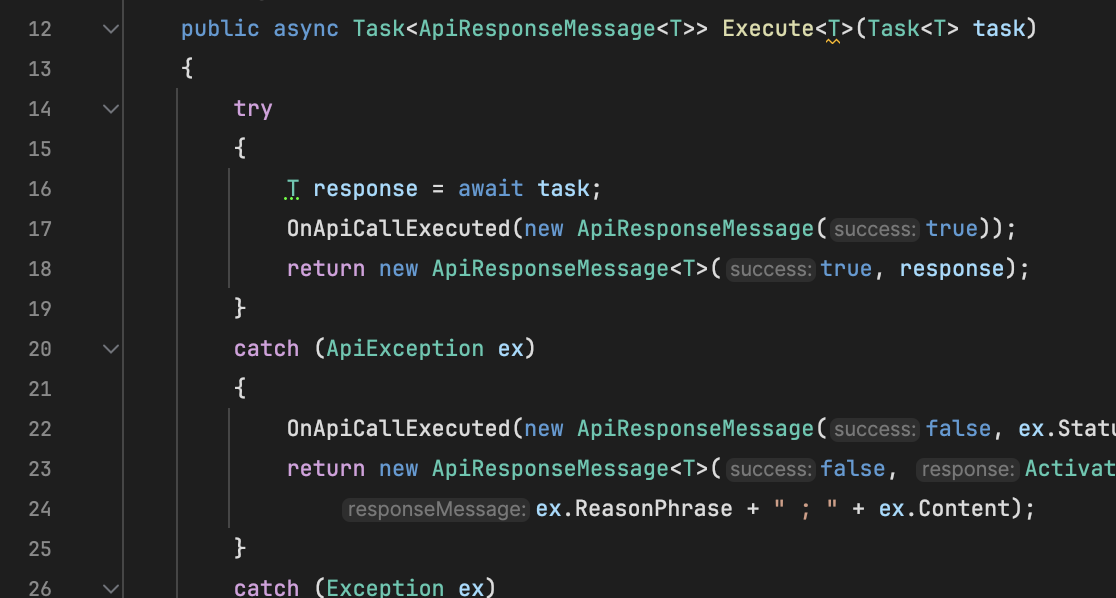 12 public async Task<ApiResponseMessage<T>> Execute<T>(Task<T> task)
13 {
14 try
15 {
16 T response = await task;
17 OnApiCallExecuted(new ApiResponseMessage( success: true));
18 return new ApiResponseMessage<T>( success: true, response);
19 }
20 catch (ApiException ex)
21 {
22 OnApiCallExecuted(new ApiResponseMessage( success: false, ex.Statu
23 return new ApiResponseMessage<T>( success: false, response: Activat
24 responseMessage: ex.ReasonPhrase + " ; " + ex.Content);
25 }
26 catch (Exception ex)